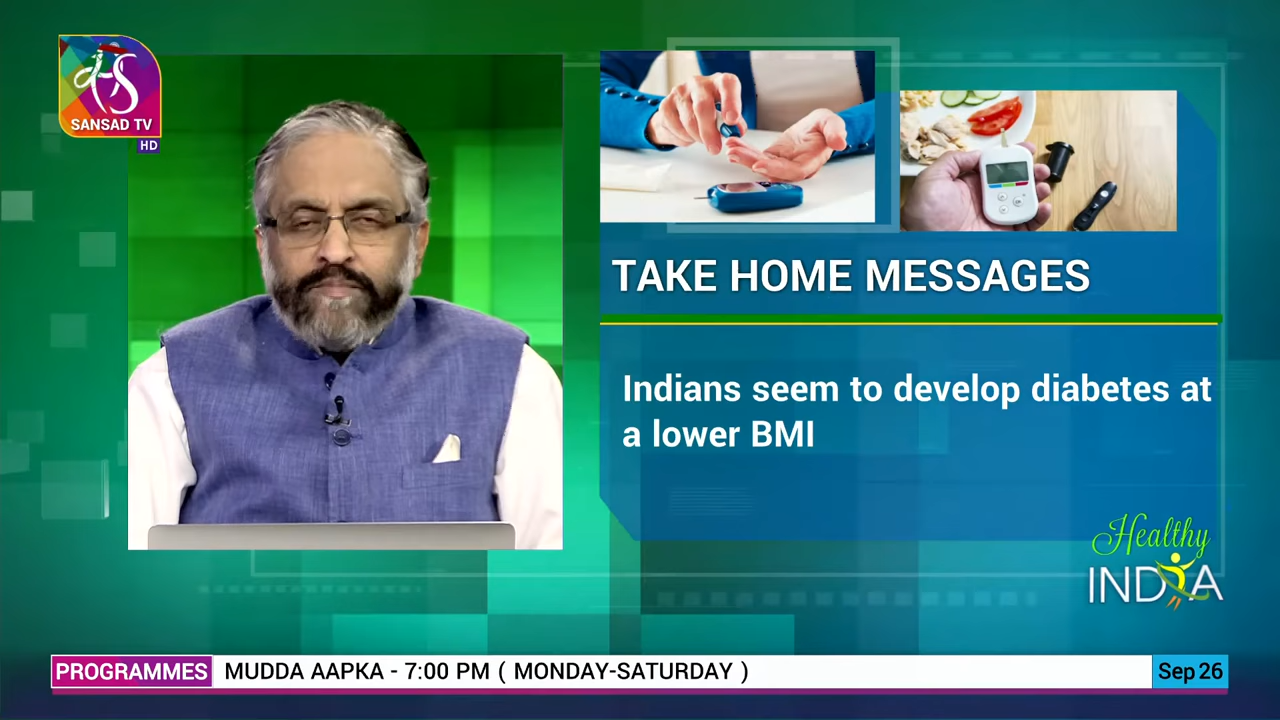 SANSAD TV
HD
TAKE HOME MESSAGES
Indians seem to develop diabetes at
a lower BMI
Healthy
INDIA
PROGRAMMES
MUDDA AAPKA - 7:00 PM ( MONDAY-SATURDAY )
Sep 26